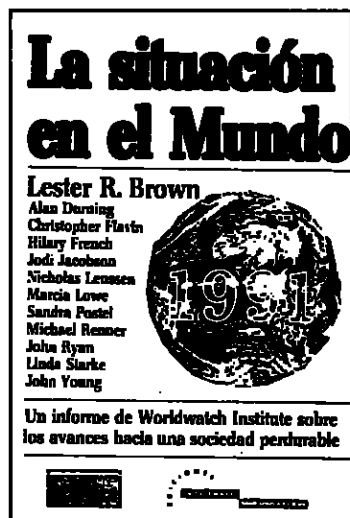 La situación
en el Mundo
Lester R. Brown
Alan Durning
Christopher Flavin
Hilary French
Jodi Jacobson
Nicholas Lenssen
Marcia Lowe
Sandra Postel
Michael Renner
John Ryan
Linda Starke
John Young
1991
Un informe de Worldwatch Institute sobre
los avances hacia una sociedad perdurable